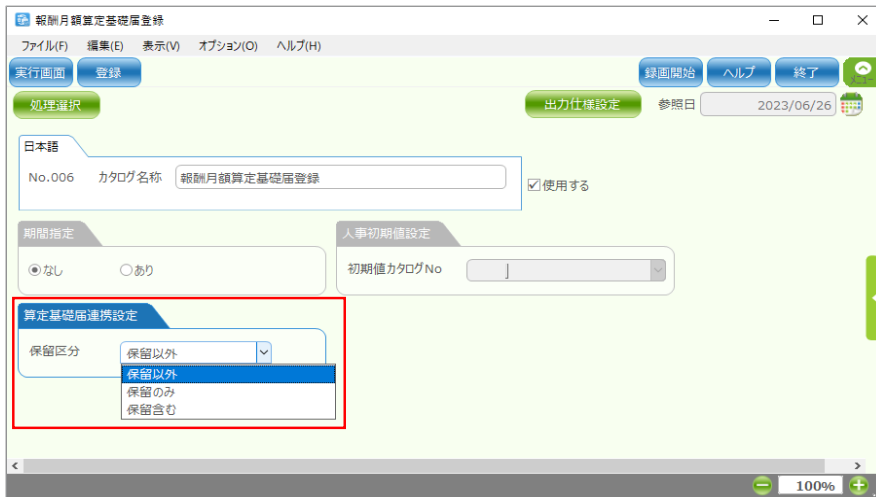 報酬月額算定基礎届登録
ファイル(F) 編集(E) 表示(V) オプション(O) ヘルプ(H)
実行画面 登録 録画開始 ヘルプ 終了
処理選択 出力仕様設定 参照日 2023/06/26
日本語
No.006 カタログ名称 報酬月額算定基礎届登録 使用する
期間指定 人事初期値設定
なし あり 初期値カタログNo
算定基礎届連携設定
保留区分 保留以外
保留以外
保留のみ
保留含む
100%